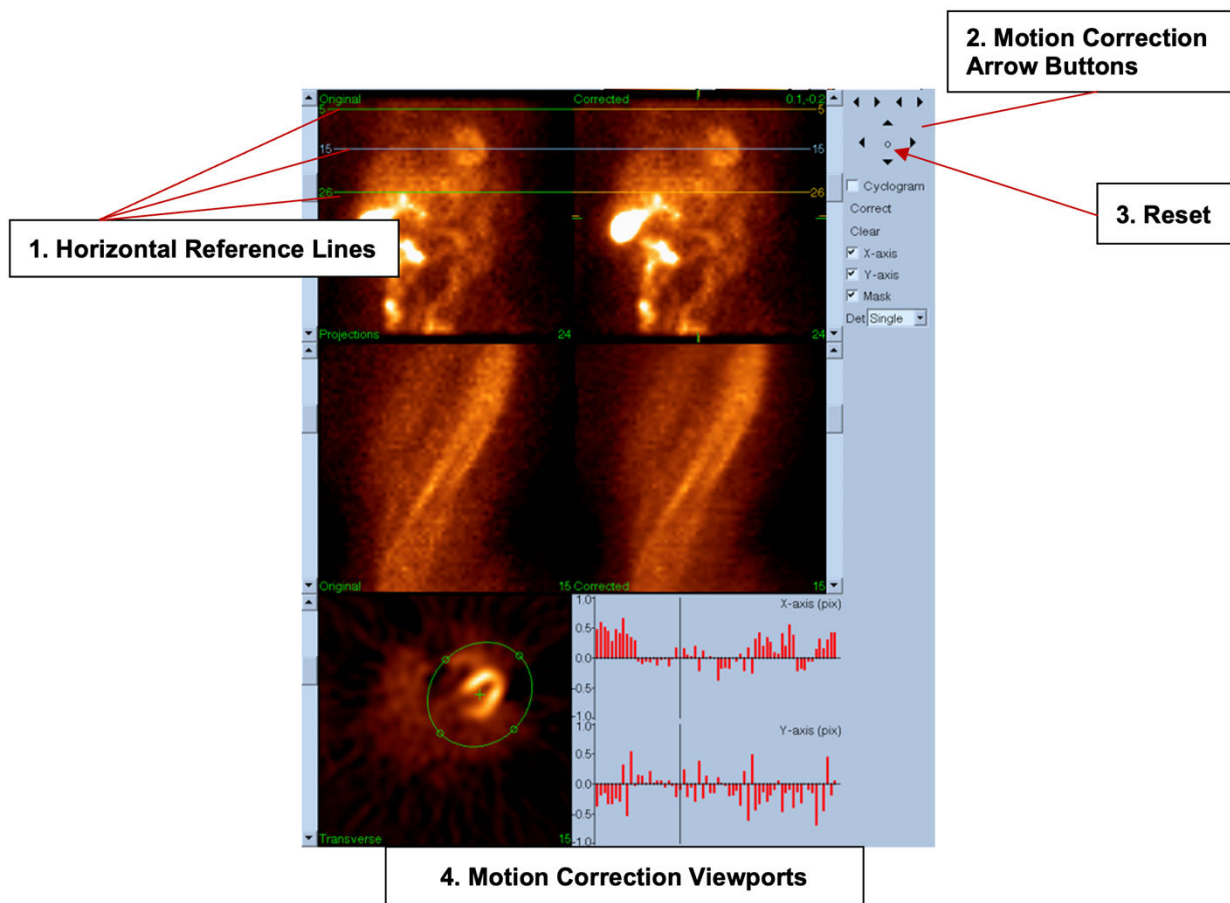 2. Motion Correction
Arrow Buttons
Original
Corrected
0.1,-0.2
5
5
15
15
26
26
Cyclogram
Correct
Clear
X-axis
Y-axis
Mask
Det Single
3. Reset
1. Horizontal Reference Lines
Projections
24
24
Original
15
Corrected
15
1.0
0.5
0.0
-0.5
-1.0
X-axis (pix)
1.0
0.5
0.0
-0.5
-1.0
Y-axis (pix)
Transverse
15
4. Motion Correction Viewports